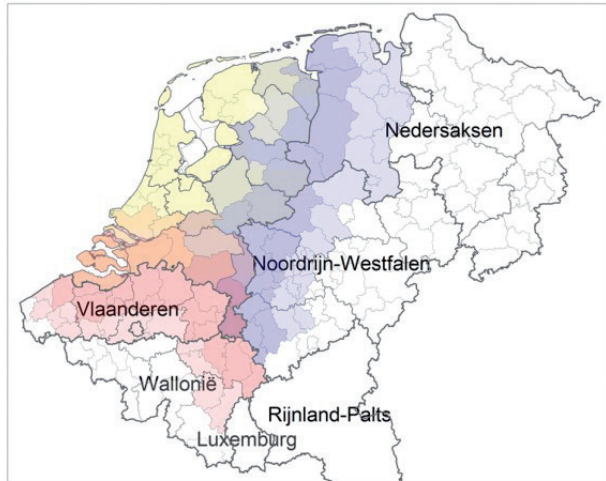 Nedersaksen
Noordrijn-Westfalen
Vlaanderen
Wallonië
Rijnland-Palts
Luxemburg